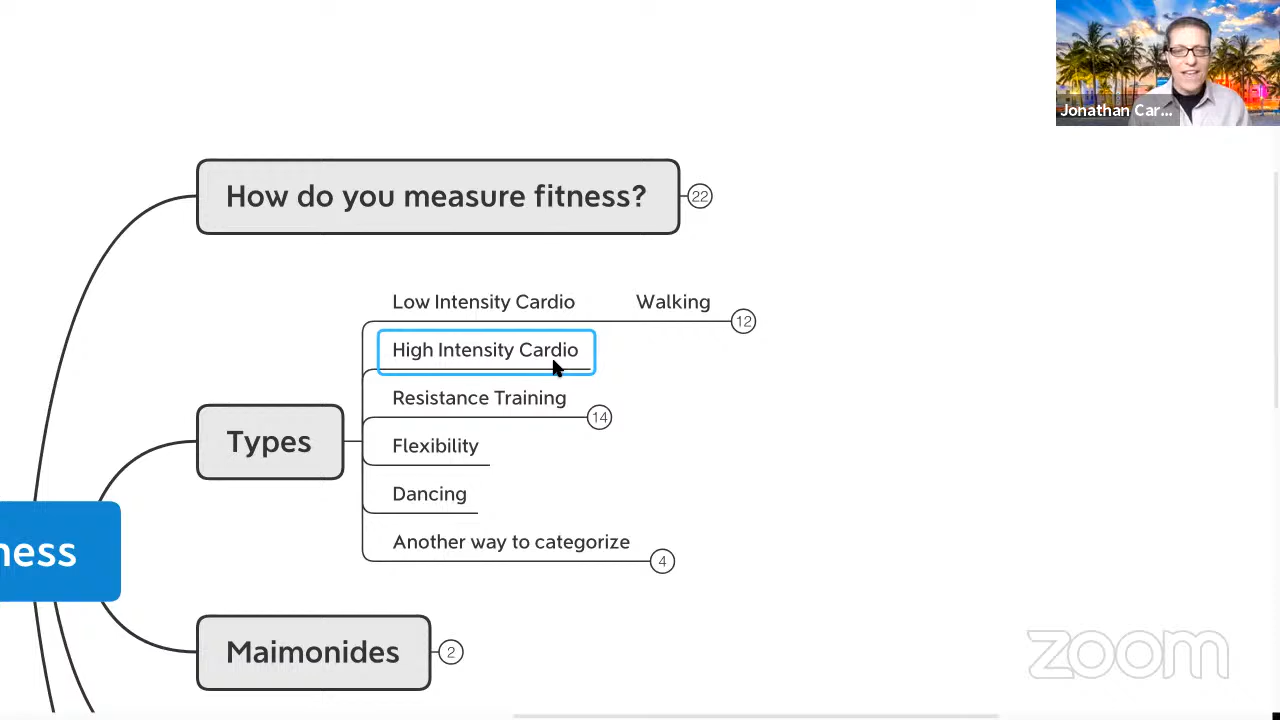 Jonathan Car...
How do you measure fitness? 22
Low Intensity Cardio Walking 12
High Intensity Cardio
Resistance Training 14
Types
Flexibility
Dancing
Another way to categorize 4
ness
Maimonides 2
zoom